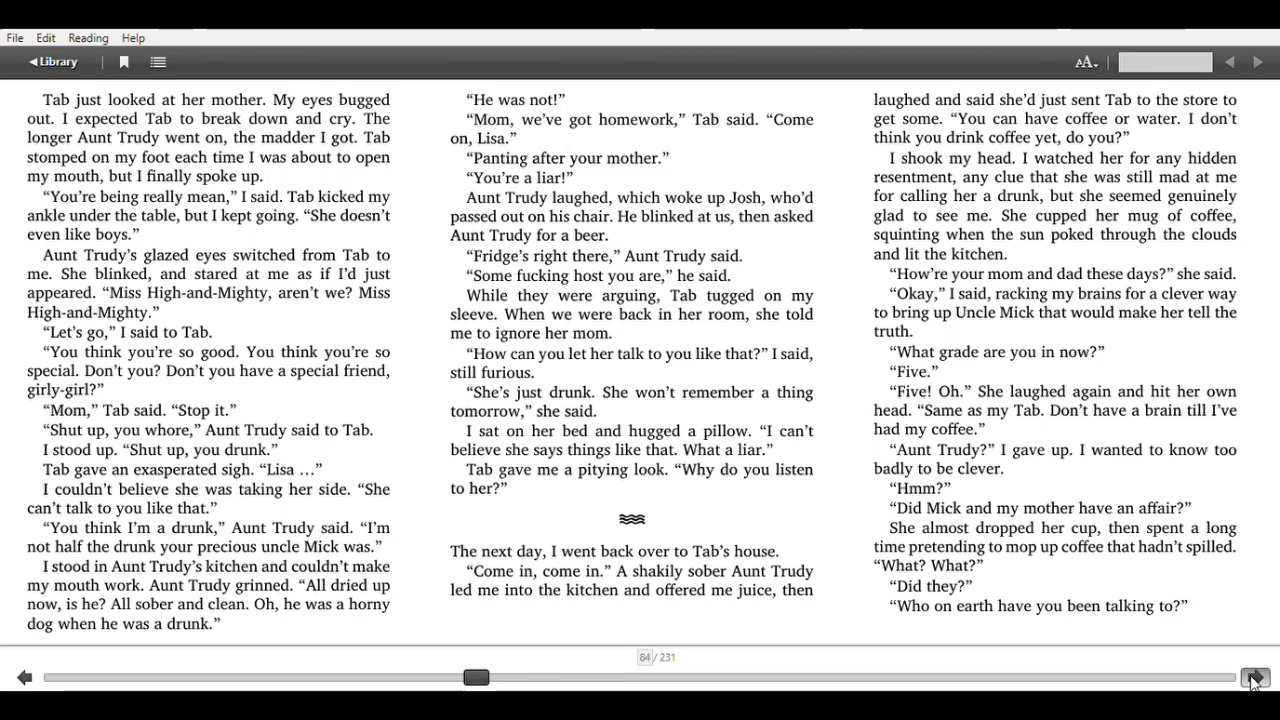 File Edit Reading Help
Library
AA
Tab just looked at her mother. My eyes bugged
out. I expected Tab to break down and cry. The
longer Aunt Trudy went on, the madder I got. Tab
stomped on my foot each time I was about to open
my mouth, but I finally spoke up.
“You’re being really mean,” I said. Tab kicked my
ankle under the table, but I kept going. “She doesn’t
even like boys.”
Aunt Trudy’s glazed eyes switched from Tab to
me. She blinked, and stared at me as if I’d just
appeared. “Miss High-and-Mighty, aren’t we? Miss
High-and-Mighty.”
“Let’s go,” I said to Tab.
“You think you’re so good. You think you’re so
special. Don’t you? Don’t you have a special friend,
girly-girl?”
“Mom,” Tab said. “Stop it.”
“Shut up, you whore,” Aunt Trudy said to Tab.
I stood up. “Shut up, you drunk.”
Tab gave an exasperated sigh. “Lisa …”
I couldn’t believe she was taking her side. “She
can’t talk to you like that.”
“You think I’m a drunk,” Aunt Trudy said. “I’m
not half the drunk your precious uncle Mick was.”
I stood in Aunt Trudy’s kitchen and couldn’t make
my mouth work. Aunt Trudy grinned. “All dried up
now, is he? All sober and clean. Oh, he was a horny
dog when he was a drunk.”
“He was not!”
“Mom, we’ve got homework,” Tab said. “Come
on, Lisa.”
“Panting after your mother.”
“You’re a liar!”
Aunt Trudy laughed, which woke up Josh, who’d
passed out on his chair. He blinked at us, then asked
Aunt Trudy for a beer.
“Fridge’s right there,” Aunt Trudy said.
“Some fucking host you are,” he said.
While they were arguing, Tab tugged on my
sleeve. When we were back in her room, she told
me to ignore her mom.
“How can you let her talk to you like that?” I said,
still furious.
“She’s just drunk. She won’t remember a thing
tomorrow,” she said.
I sat on her bed and hugged a pillow. “I can’t
believe she says things like that. What a liar.”
Tab gave me a pitying look. “Why do you listen
to her?”
The next day, I went back over to Tab’s house.
“Come in, come in.” A shakily sober Aunt Trudy
led me into the kitchen and offered me juice, then
laughed and said she’d just sent Tab to the store to
get some. “You can have coffee or water. I don’t
think you drink coffee yet, do you?”
I shook my head. I watched her for any hidden
resentment, any clue that she was still mad at me
for calling her a drunk, but she seemed genuinely
glad to see me. She cupped her mug of coffee,
squinting when the sun poked through the clouds
and lit the kitchen.
“How’re your mom and dad these days?” she said.
“Okay,” I said, racking my brains for a clever way
to bring up Uncle Mick that would make her tell the
truth.
“What grade are you in now?”
“Five.”
“Five! Oh.” She laughed again and hit her own
head. “Same as my Tab. Don’t have a brain till I’ve
had my coffee.”
“Aunt Trudy?” I gave up. I wanted to know too
badly to be clever.
“Hmm?”
“Did Mick and my mother have an affair?”
She almost dropped her cup, then spent a long
time pretending to mop up coffee that hadn’t spilled.
“What? What?”
“Did they?”
“Who on earth have you been talking to?”
84 / 231